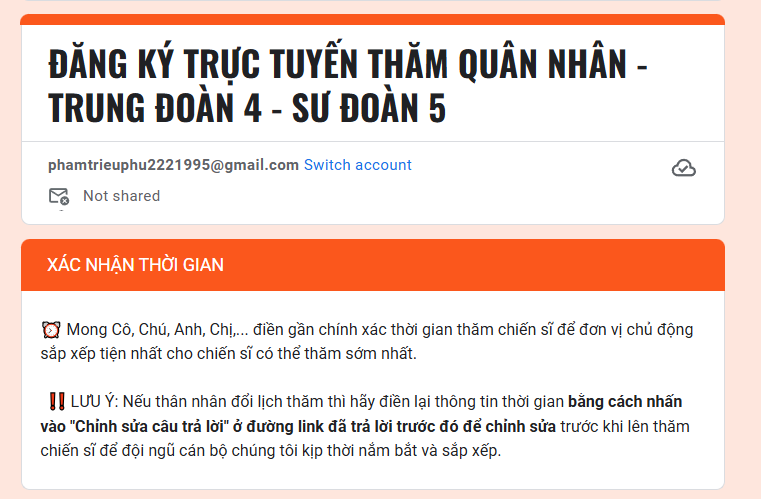 ĐĂNG KÝ TRỰC TUYẾN THĂM QUÂN NHÂN -
TRUNG ĐOÀN 4 - SƯ ĐOÀN 5
phamtrieuphu2221995@gmail.com Switch account
Not shared
XÁC NHẬN THỜI GIAN
⏰ Mong Cô, Chú, Anh, Chị,... điền gần chính xác thời gian thăm chiến sĩ để đơn vị chủ động
sắp xếp tiện nhất cho chiến sĩ có thể thăm sớm nhất.
‼️ LƯU Ý: Nếu thân nhân đổi lịch thăm thì hãy điền lại thông tin thời gian bằng cách nhấn
vào "Chỉnh sửa câu trả lời" ở đường link đã trả lời trước đó để chỉnh sửa trước khi lên thăm
chiến sĩ để đội ngũ cán bộ chúng tôi kịp thời nắm bắt và sắp xếp.